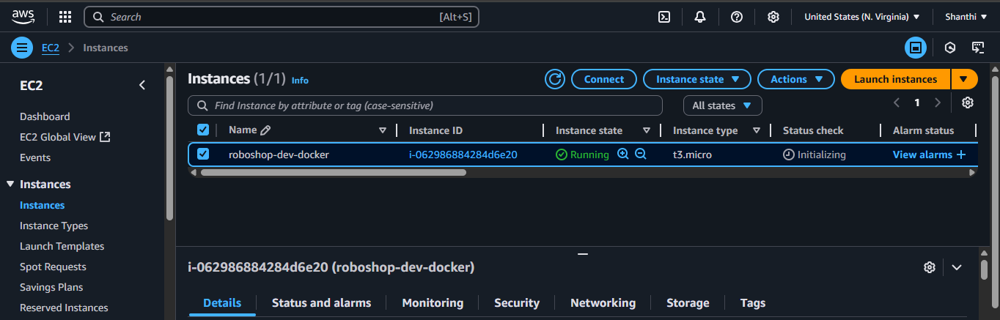 aws
Search [Alt+S] United States (N. Virginia) Shanthi
EC2 Instances
EC2
Dashboard
EC2 Global View
Events
Instances
Instances
Instance Types
Launch Templates
Spot Requests
Savings Plans
Reserved Instances
Instances (1/1) Info Connect Instance state Actions Launch instances
Find Instance by attribute or tag (case-sensitive) All states 1
Name Instance ID Instance state Instance type Status check Alarm status
roboshop-dev-docker i-062986884284d6e20 Running t3.micro Initializing View alarms +
i-062986884284d6e20 (roboshop-dev-docker)
Details Status and alarms Monitoring Security Networking Storage Tags